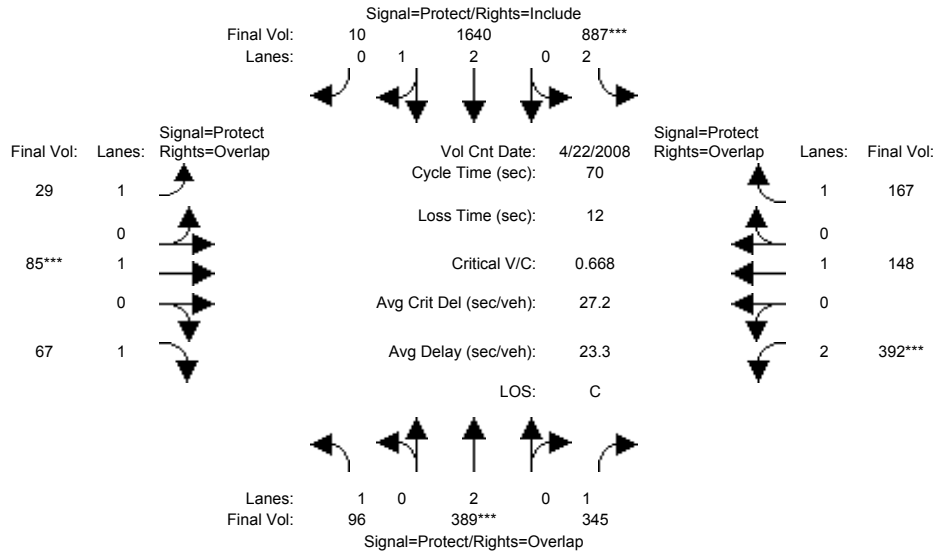 Signal=Protect/Rights=Include
Final Vol: 10 1640 887***
Lanes: 0 1 2 0 2
Signal=Protect
Final Vol: Lanes: Rights=Overlap
Vol Cnt Date: 4/22/2008
Signal=Protect
Rights=Overlap Lanes: Final Vol:
Cycle Time (sec): 70
29 1
1 167
Loss Time (sec): 12
0
0
85*** 1
Critical V/C: 0.668
1 148
0
Avg Crit Del (sec/veh): 27.2
0
67 1
Avg Delay (sec/veh): 23.3
2 392***
LOS: C
Lanes: 1 0 2 0 1
Final Vol: 96 389*** 345
Signal=Protect/Rights=Overlap